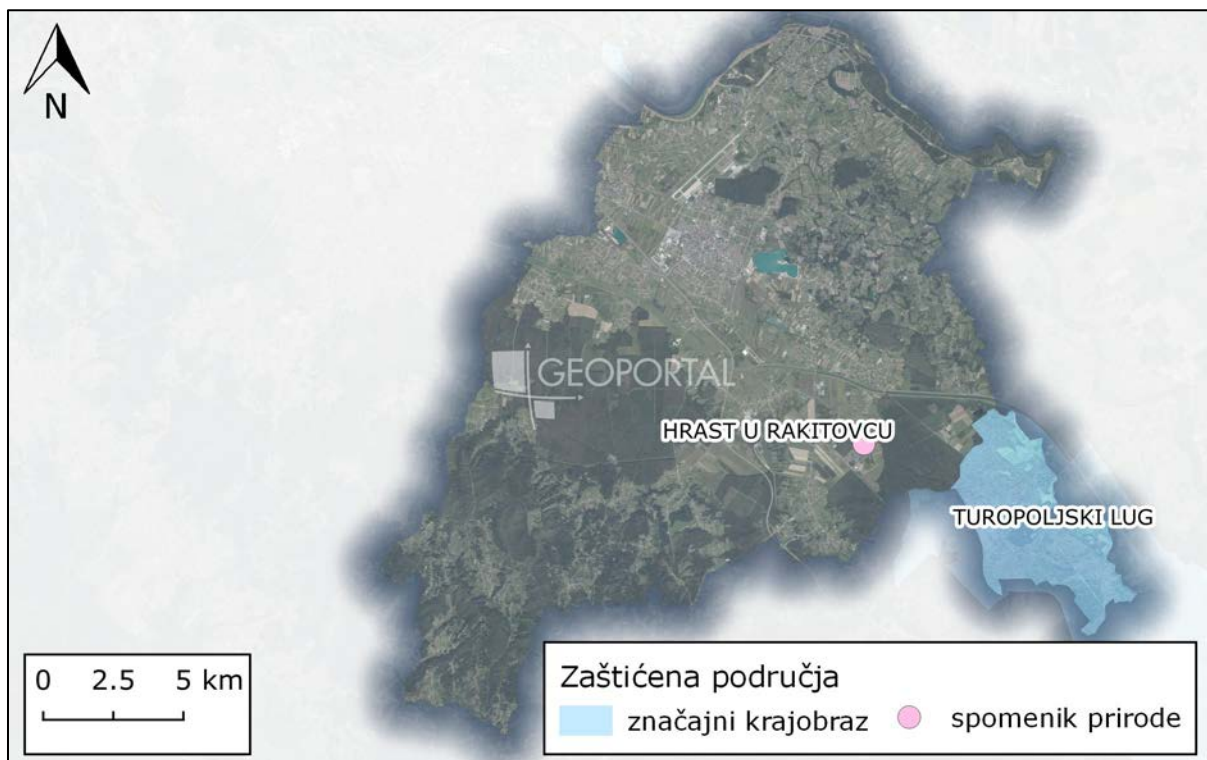 N
GEOPORTAL
HRAST U RAKITOVCU
TUROPOLJSKI LUG
0 2.5 5 km
Zaštićena područja
značajni krajobraz
spomenik prirode